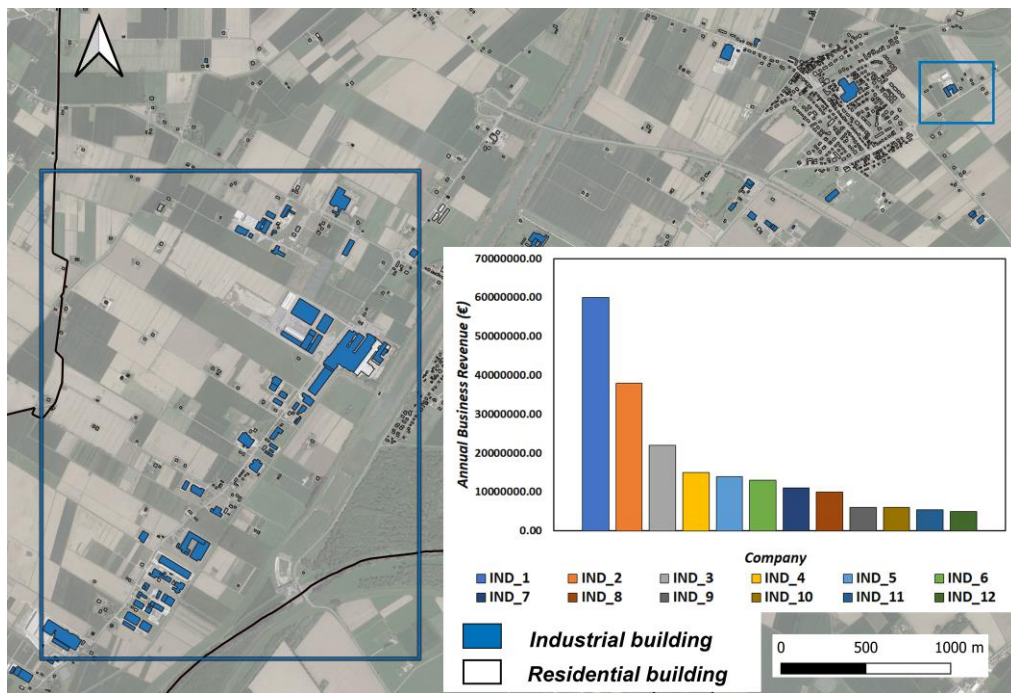 70000000.00
60000000.00
50000000.00
40000000.00
30000000.00
20000000.00
10000000.00
0.00
Annual Business Revenue (€)
Company
IND_1 IND_2 IND_3 IND_4 IND_5 IND_6
IND_7 IND_8 IND_9 IND_10 IND_11 IND_12
Industrial building
Residential building
0 500 1000 m